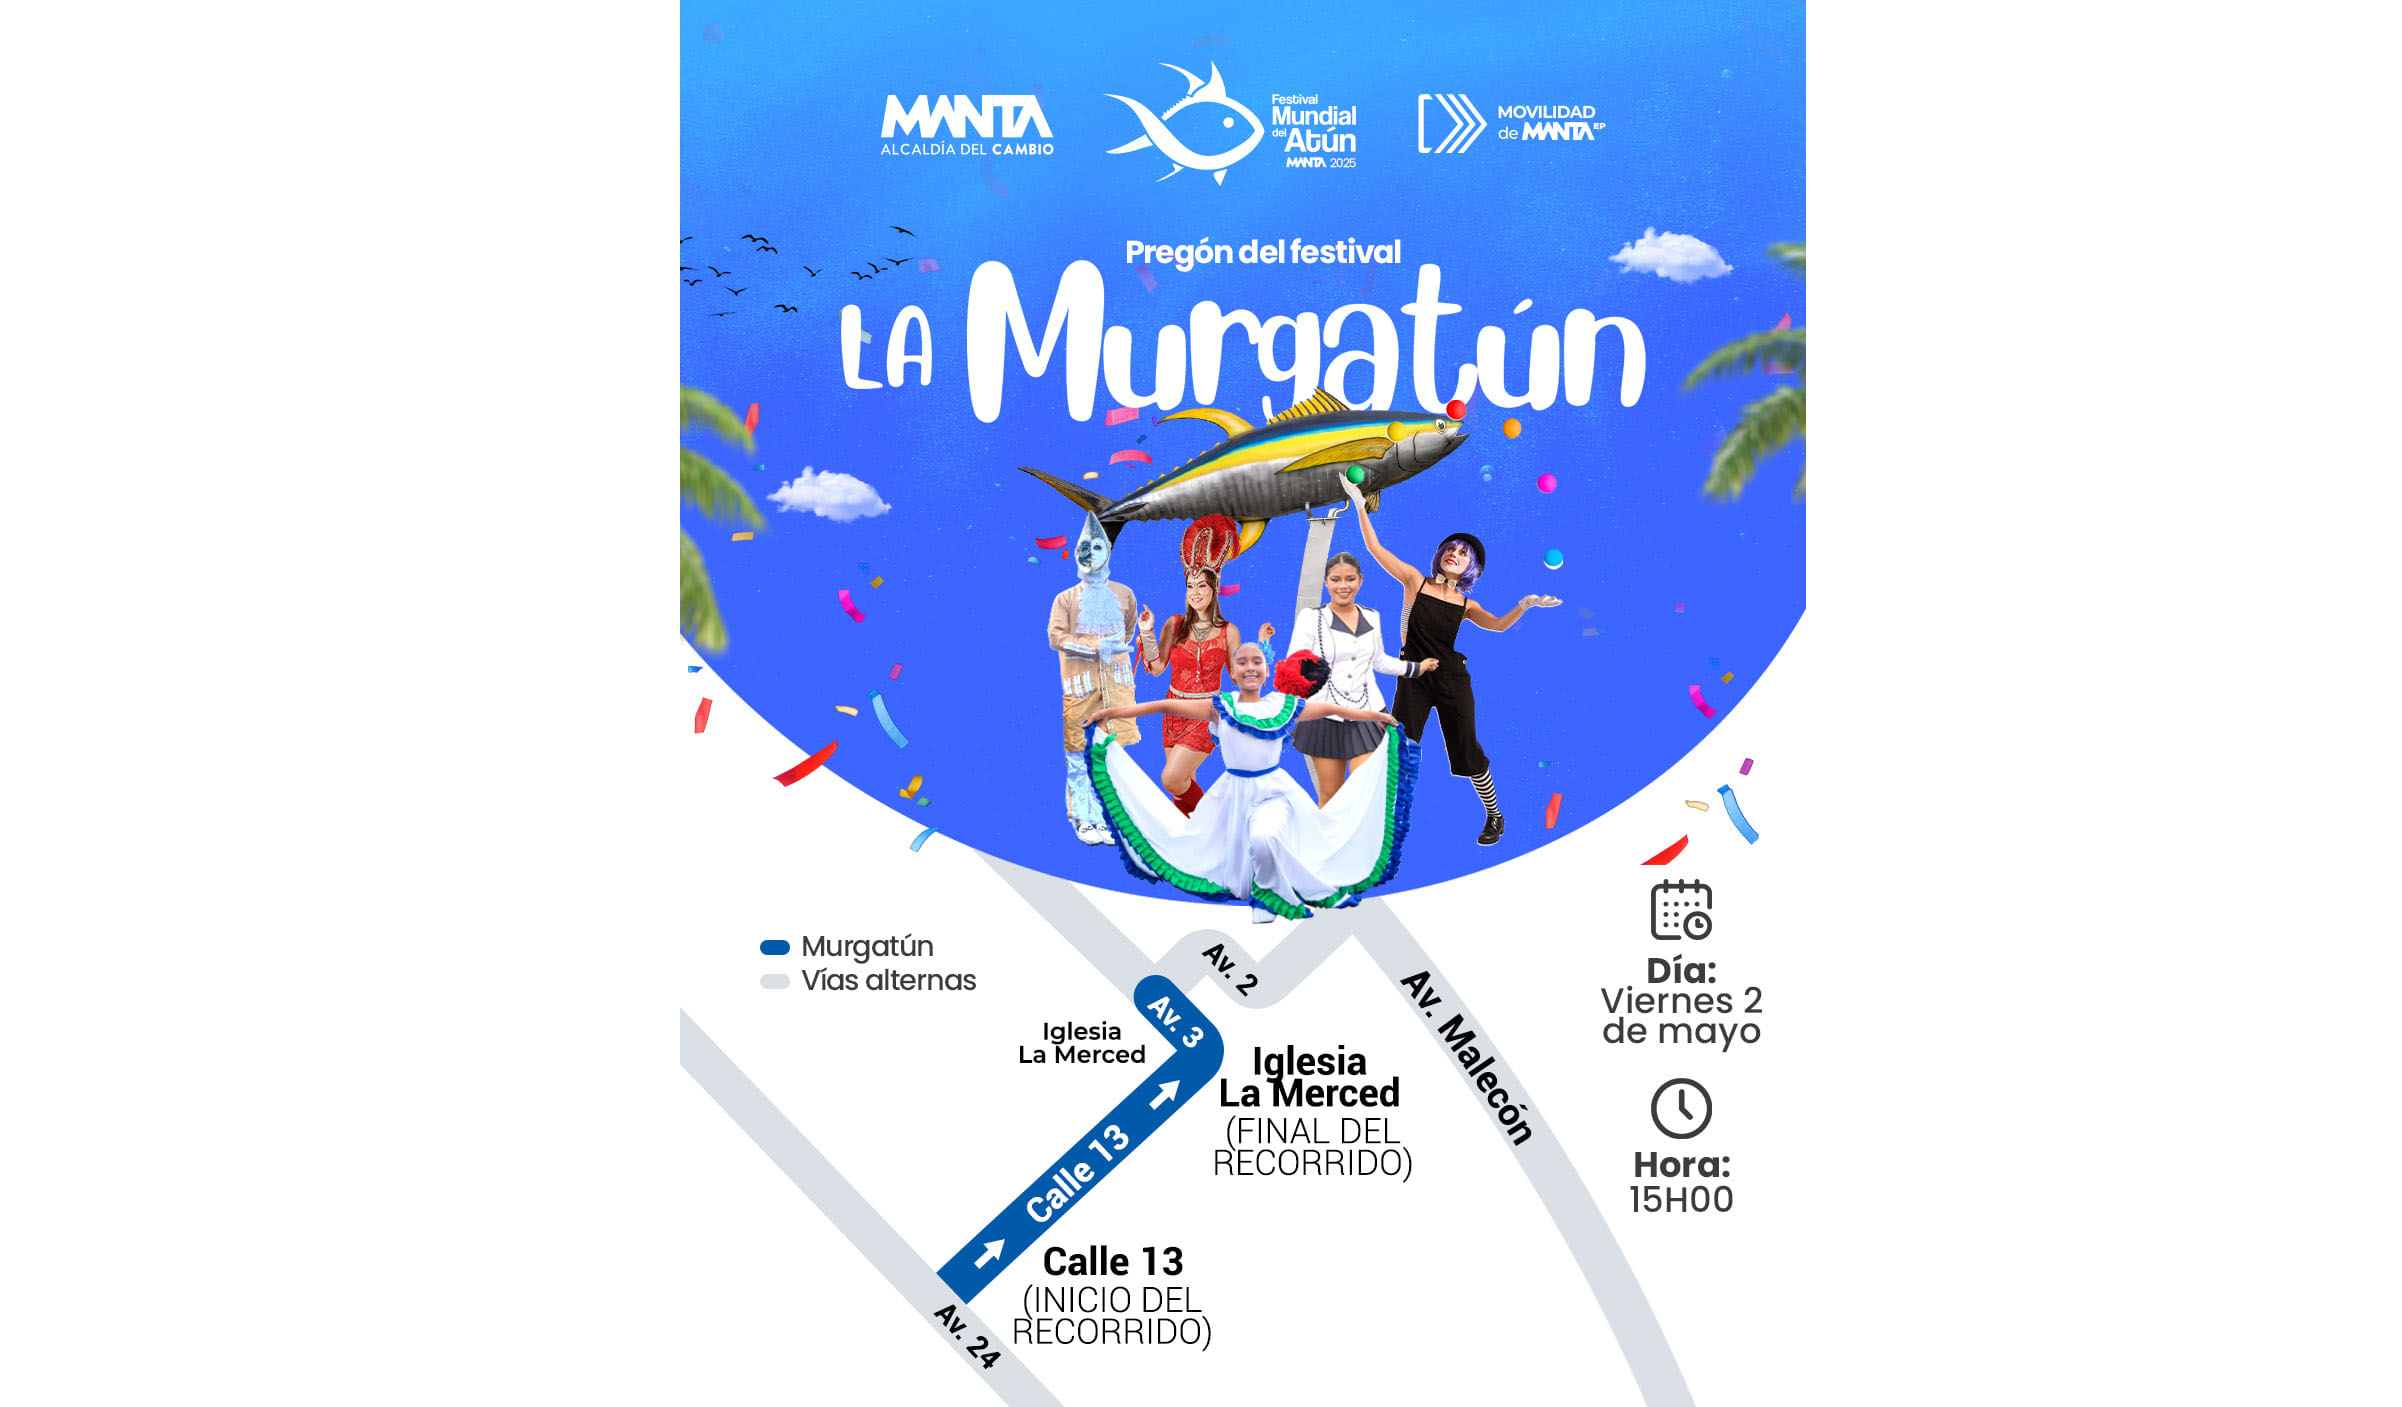 MANTA
ALCALDÍA DEL CAMBIO
Festival
Mundial
del Atún
MANTA 2025
MOVILIDAD
de MANTA EP
Pregón del festival
LA Murgatún
Murgatún
Vías alternas
Av. 2
Av. 3
Av. Malecón
Iglesia
La Merced
Iglesia
La Merced
(FINAL DEL
RECORRIDO)
Calle 13
Calle 13
(INICIO DEL
RECORRIDO)
Av. 24
Día:
Viernes 2
de mayo
Hora:
15H00